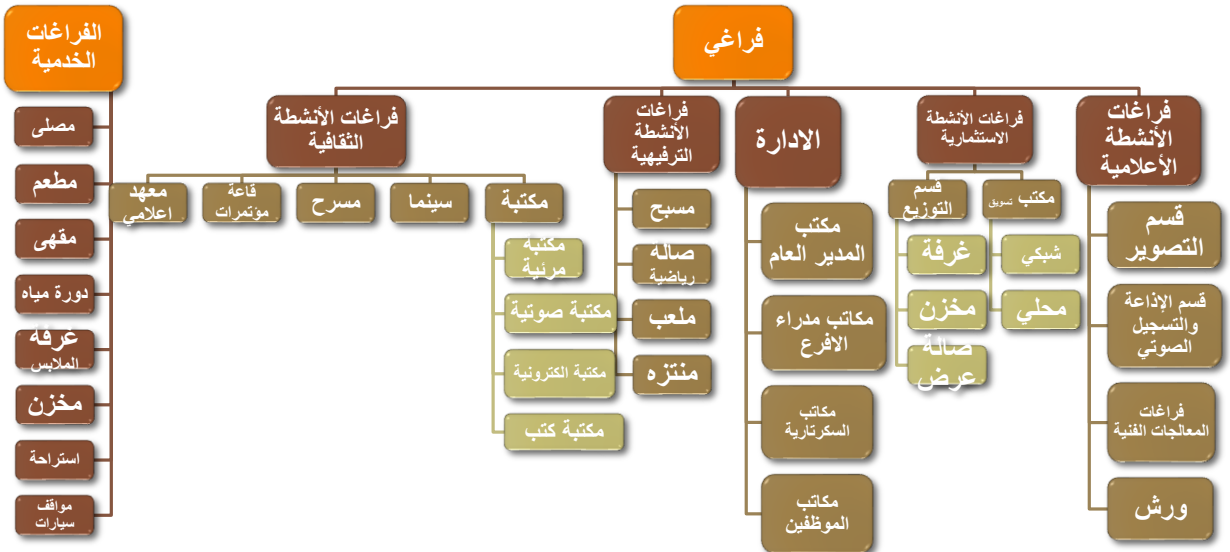 فراغي
فراغات
الأنشطة
الأعلامية
قسم
التصوير
قسم الإذاعة
والتسجيل
الصوتي
فراغات
المعالجات الفنية
ورش
فراغات الأنشطة
الاستثمارية
مكتب تسويق
شبكي
محلي
قسم
التوزيع
غرفة
مخزن
صالة
عرض
الادارة
مكتب
المدير العام
مكاتب مدراء
الافرع
مكاتب
السكرتارية
مكاتب
الموظفين
فراغات
الأنشطة
الترفيهية
مسبح
صاله
رياضية
ملعب
منتزه
فراغات الأنشطة
الثقافية
مكتبة
مكتبة
مرئية
مكتبة صوتية
مكتبة الكترونية
مكتبة كتب
سينما
مسرح
قاعة
مؤتمرات
معهد
اعلامي
الفراغات
الخدمية
مصلى
مطعم
مقهى
دورة مياه
غرفة
الملابس
مخزن
استراحة
مواقف
سيارات